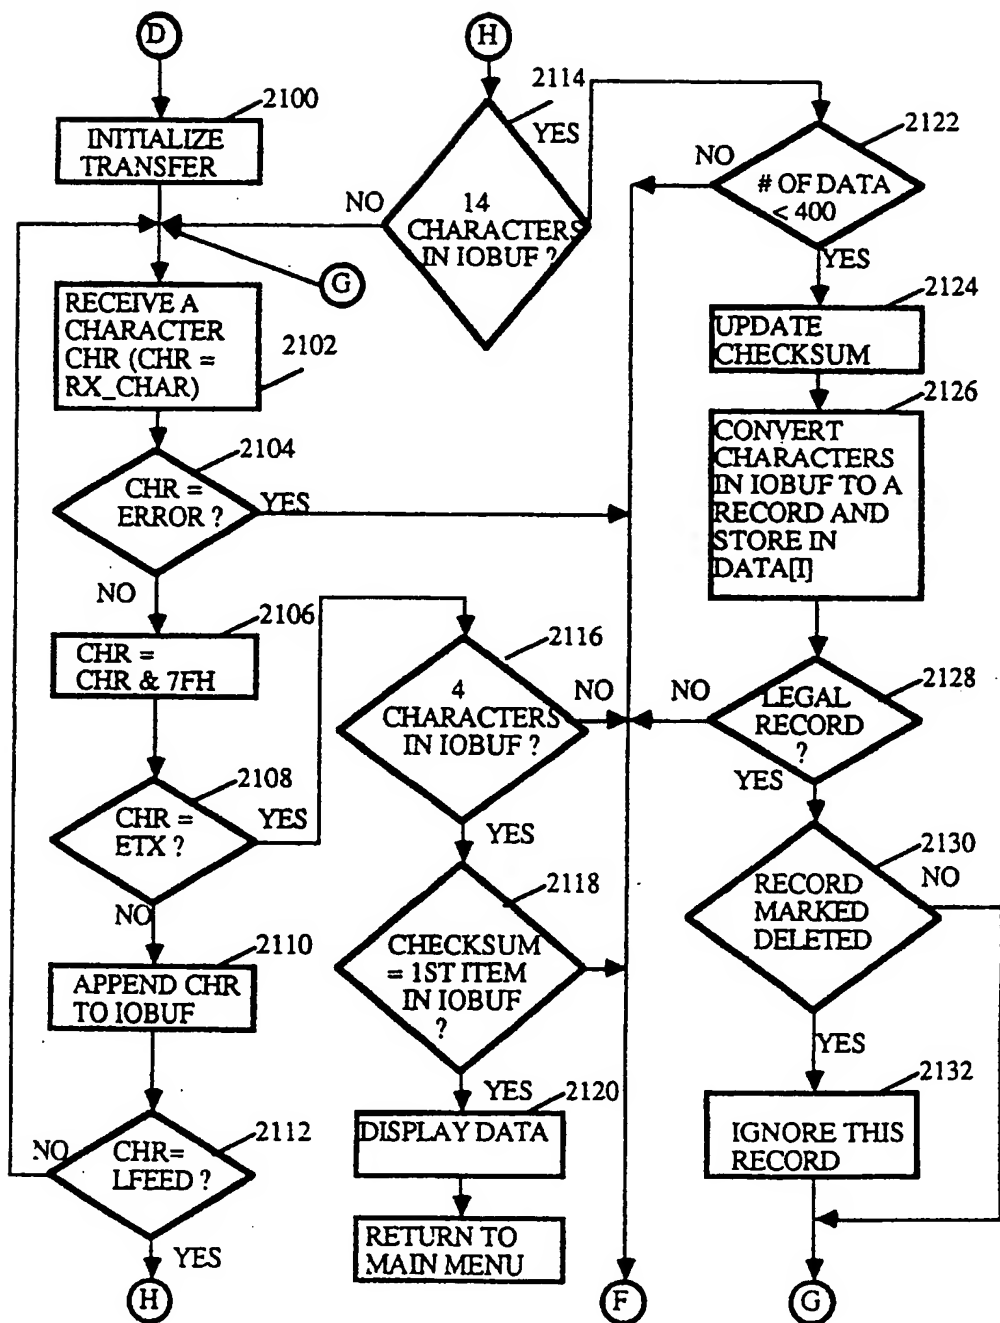 D
2100
INITIALIZE
TRANSFER
RECEIVE A
CHARACTER
CHR (CHR =
RX_CHAR)
2102
2104
CHR =
ERROR ?
YES
NO
2106
CHR =
CHR & 7FH
2108
CHR =
ETX ?
YES
NO
2110
APPEND CHR
TO IOBUF
2112
CHR=
LFEED ?
NO
YES
H
H
2114
YES
NO
14
CHARACTERS
IN IOBUF ?
G
2116
4
CHARACTERS
IN IOBUF ?
NO
YES
2118
CHECKSUM
= 1ST ITEM
IN IOBUF
?
YES
2120
DISPLAY DATA
RETURN TO
MAIN MENU
F
2122
NO
# OF DATA
< 400
YES
2124
UPDATE
CHECKSUM
2126
CONVERT
CHARACTERS
IN IOBUF TO A
RECORD AND
STORE IN
DATA[I]
2128
NO
LEGAL
RECORD
?
YES
2130
NO
RECORD
MARKED
DELETED
YES
2132
IGNORE THIS
RECORD
G